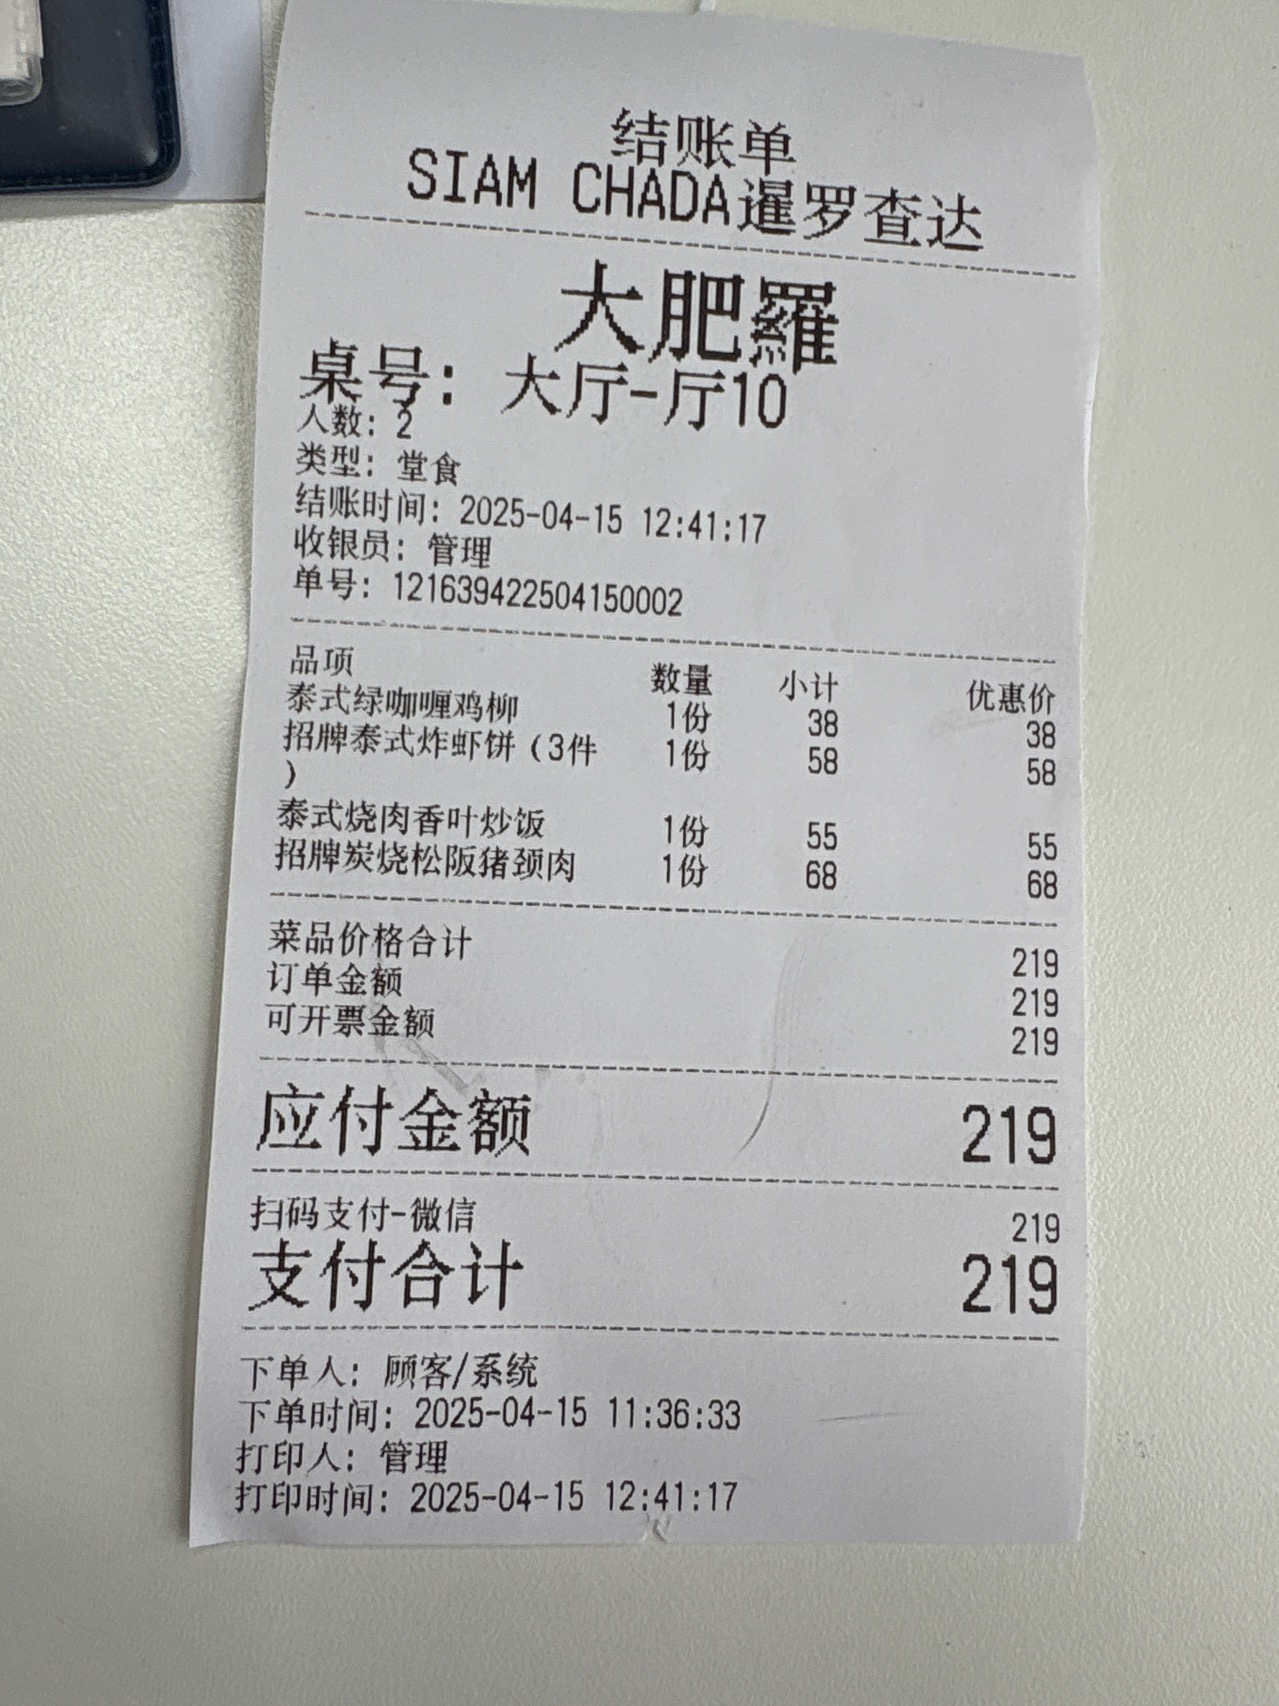 结账单
SIAM CHADA暹罗查达
大肥羅
桌号: 大厅-厅10
人数: 2
类型: 堂食
结账时间: 2025-04-15 12:41:17
收银员: 管理
单号: 121639422504150002
品项 数量 小计 优惠价
泰式绿咖喱鸡柳 1份 38 38
招牌泰式炸虾饼(3件 1份 58 58
)
泰式烧肉香叶炒饭 1份 55 55
招牌炭烧松阪猪颈肉 1份 68 68
菜品价格合计 219
订单金额 219
可开票金额 219
应付金额 219
扫码支付-微信 219
支付合计 219
下单人: 顾客/系统
下单时间: 2025-04-15 11:36:33
打印人: 管理
打印时间: 2025-04-15 12:41:17